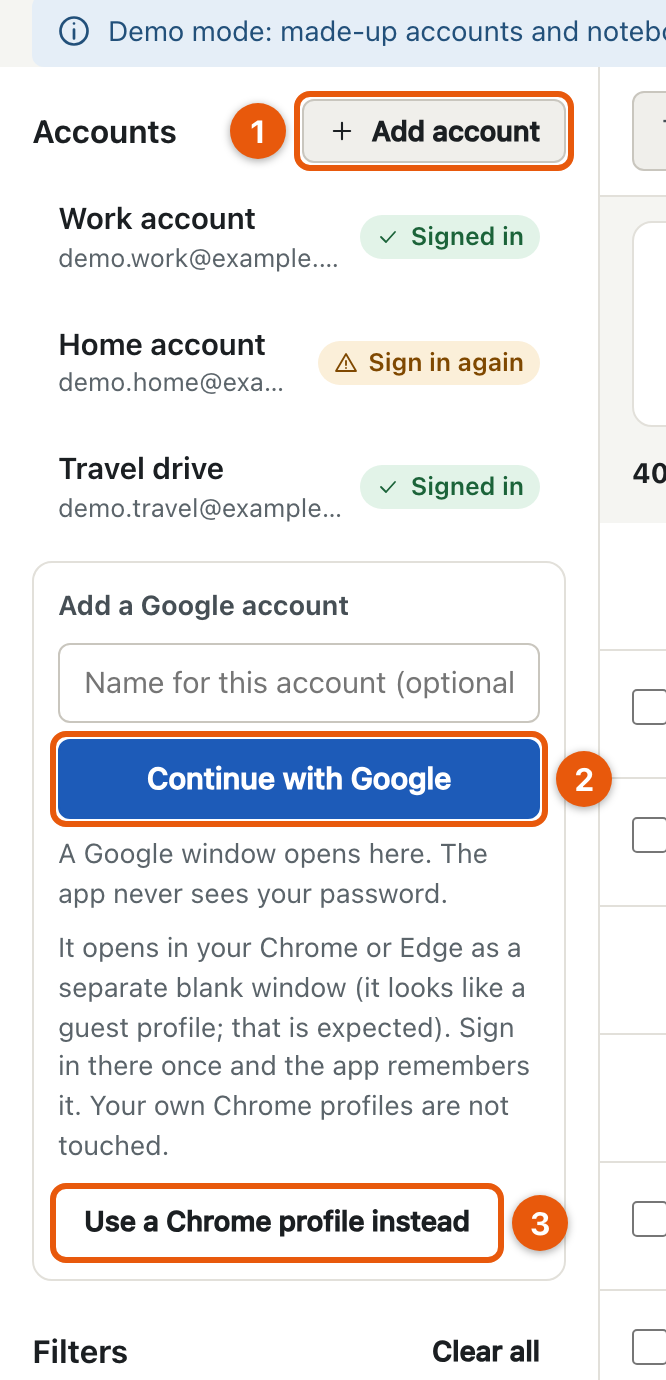 Demo mode: made-up accounts and notebo
Accounts
1
+ Add account
Work account
demo.work@example....
Signed in
Home account
demo.home@exa...
Sign in again
Travel drive
demo.travel@example...
Signed in
40
Add a Google account
Name for this account (optional
Continue with Google
2
A Google window opens here. The
app never sees your password.
It opens in your Chrome or Edge as a
separate blank window (it looks like a
guest profile; that is expected). Sign
in there once and the app remembers
it. Your own Chrome profiles are not
touched.
Use a Chrome profile instead
3
Filters
Clear all